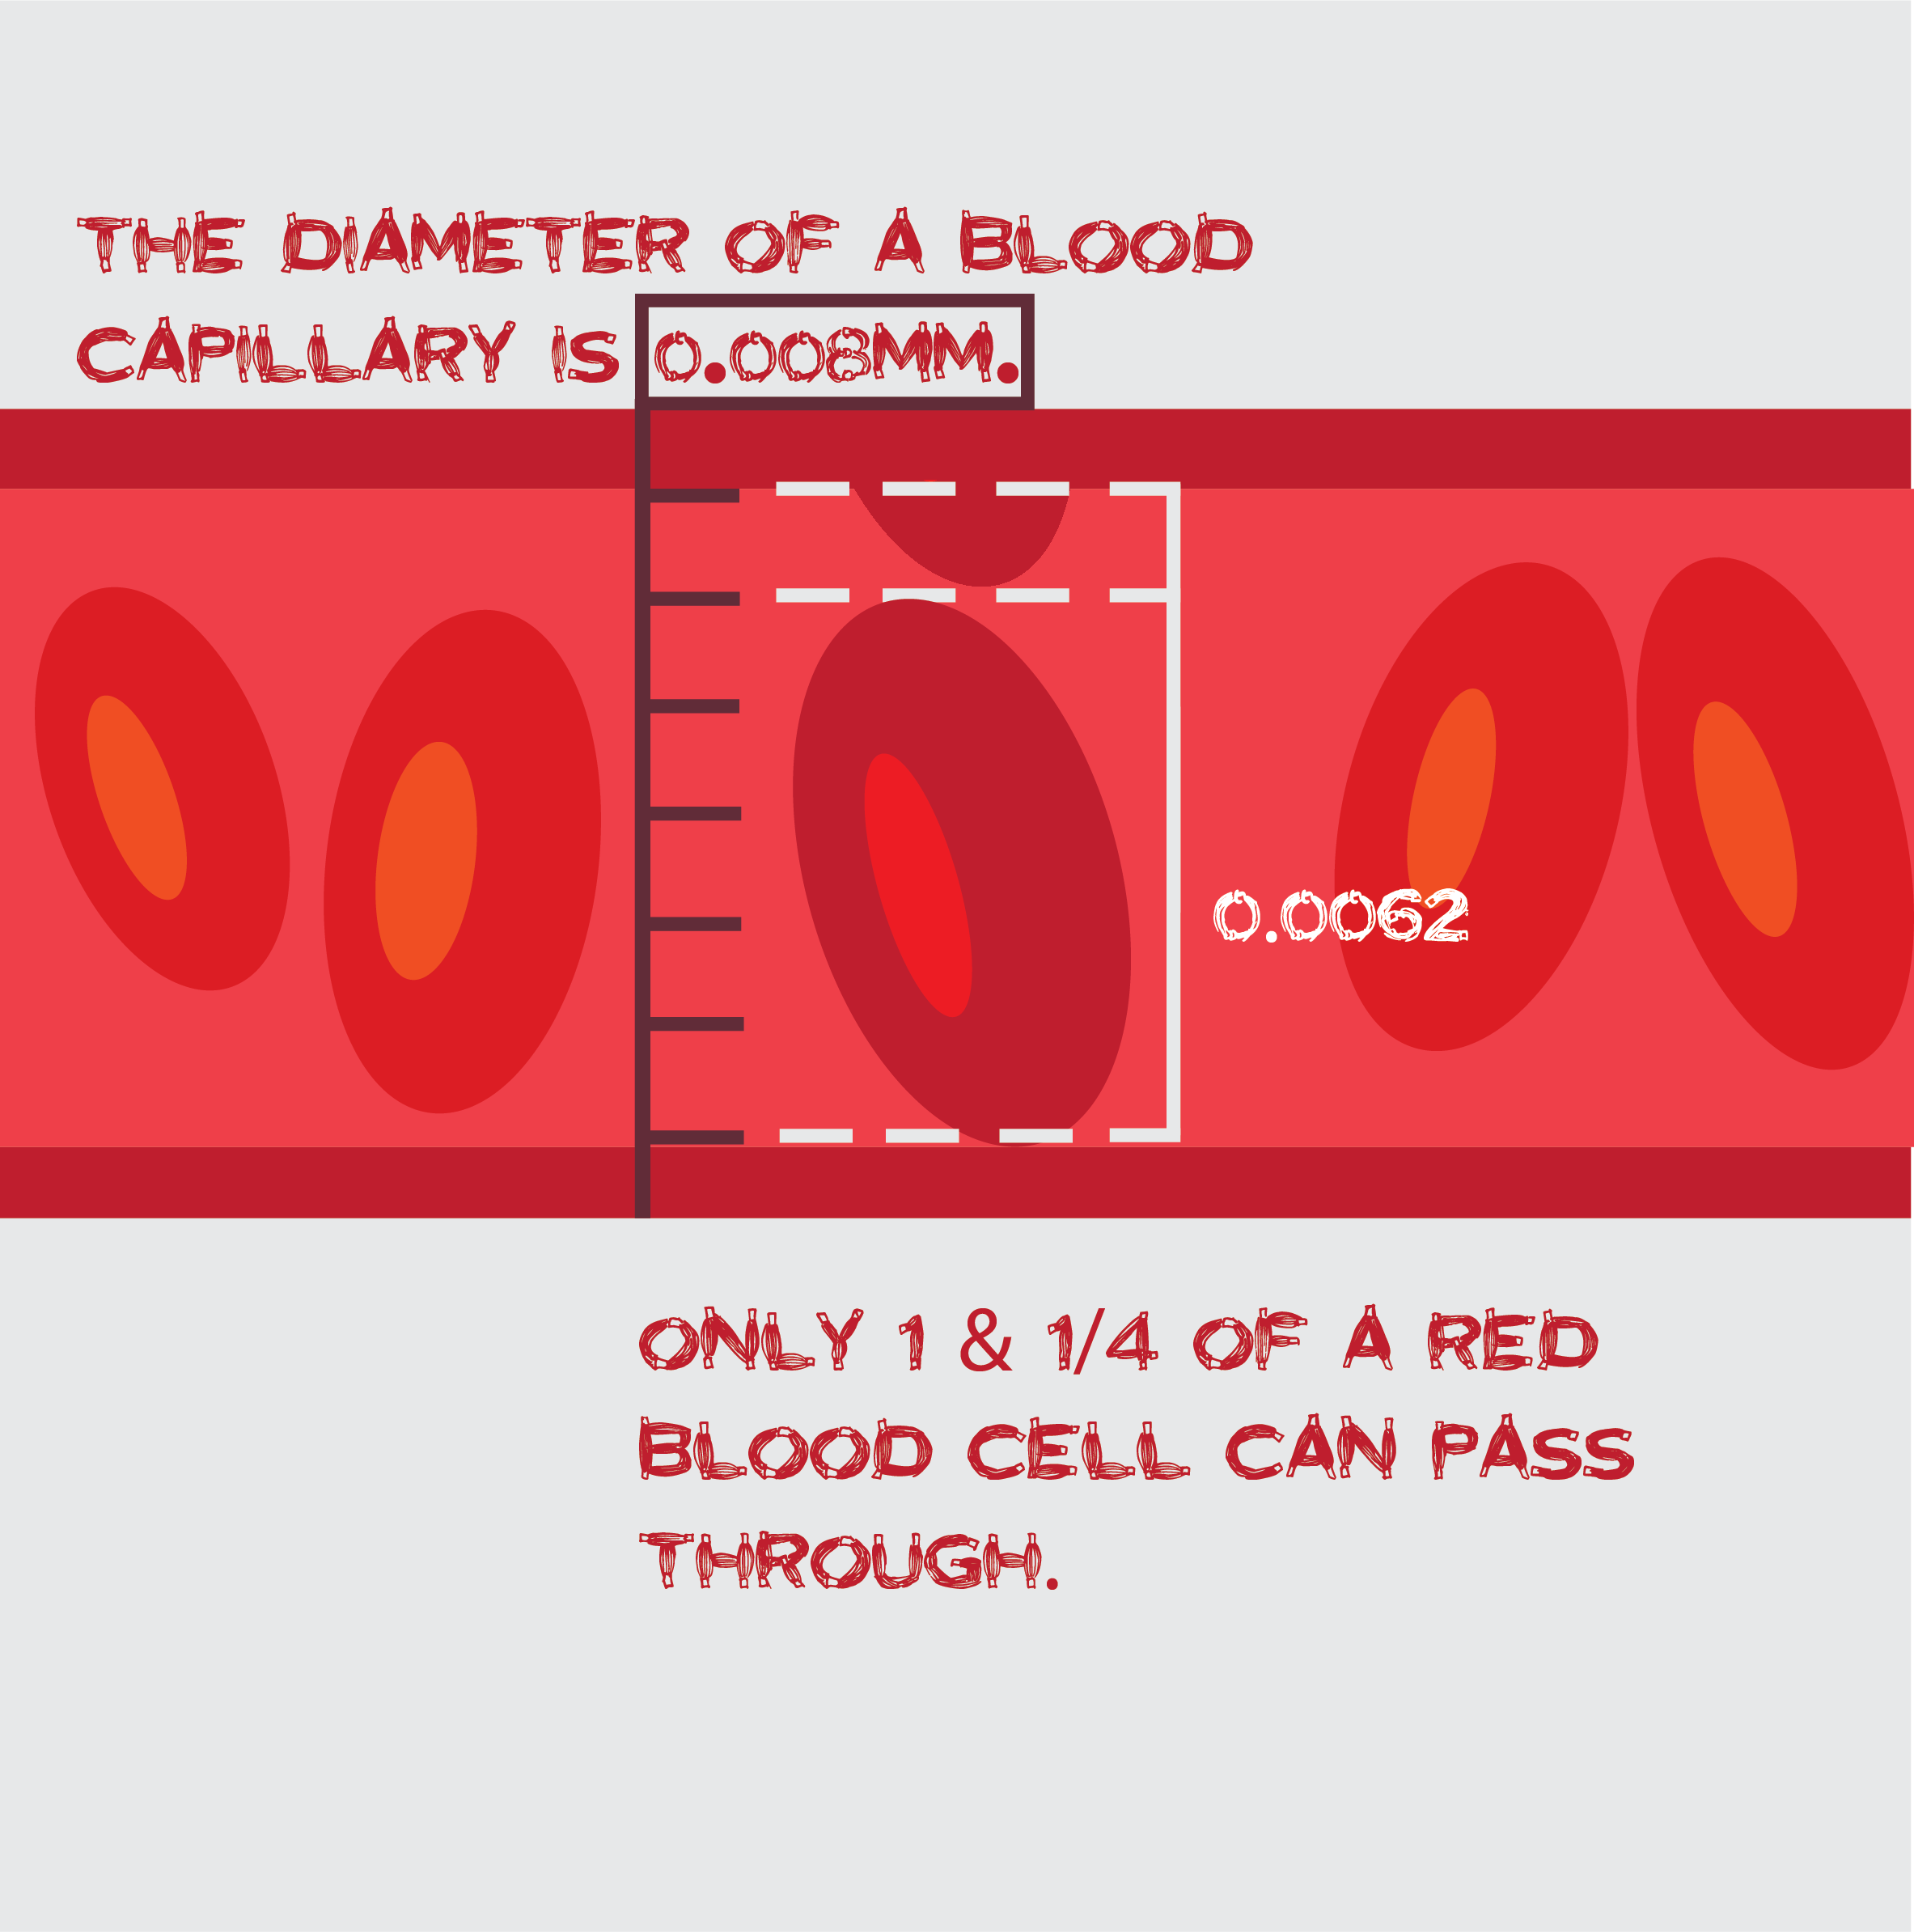 THE DIAMETER OF A BLOOD
CAPILLARY IS 0.008MM.
0.0062
ONLY 1 & 1/4 OF A RED
BLOOD CELL CAN PASS
THROUGH.